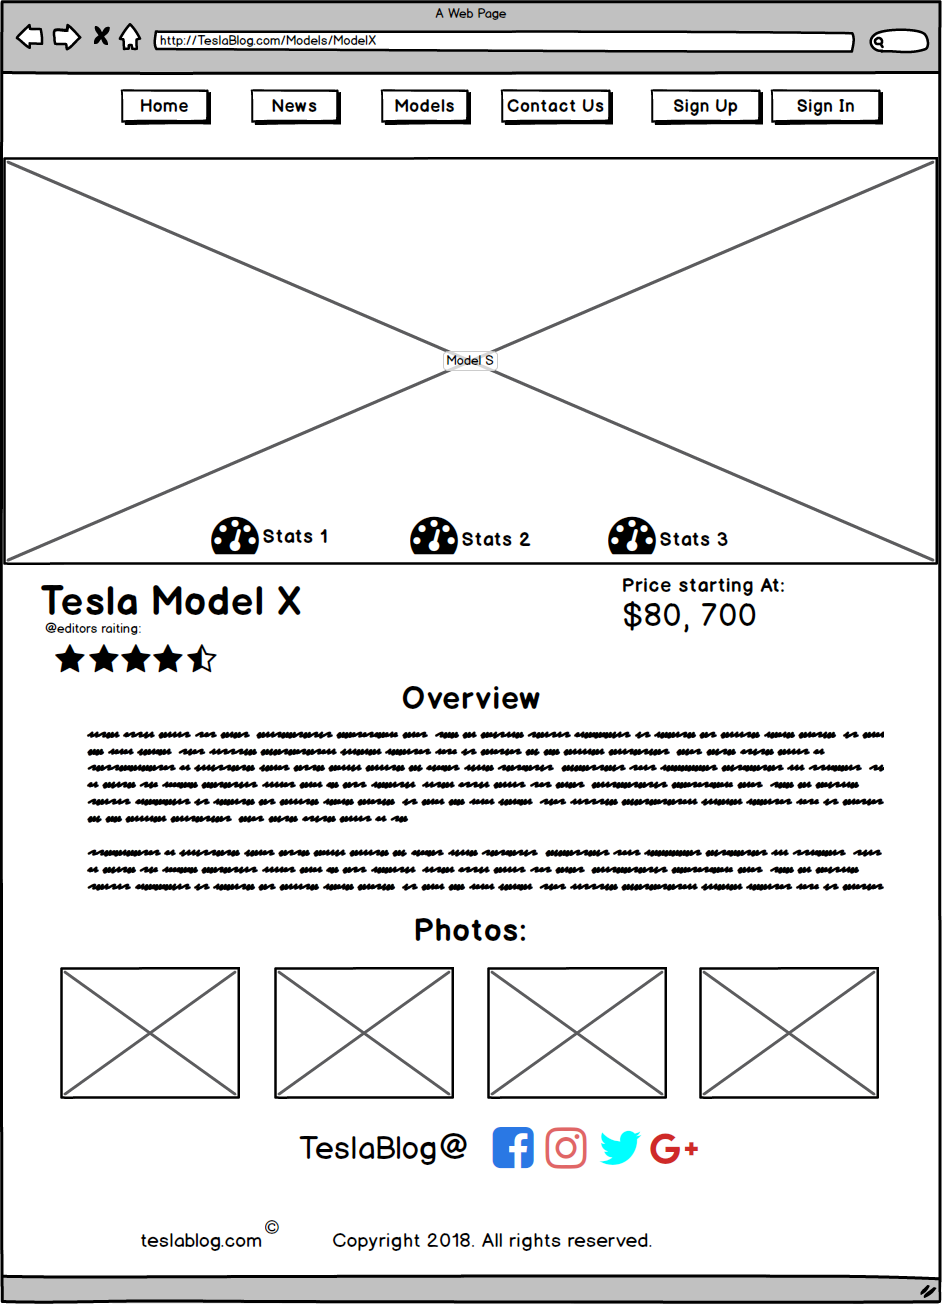 A Web Page
http://TeslaBlog.com/Models/ModelX
Home News Models Contact Us Sign Up Sign In
Model S
Stats 1 Stats 2 Stats 3
Tesla Model X
@editors raiting:
Price starting At:
$80, 700
Overview
Photos:
TeslaBlog@
teslablog.com© Copyright 2018. All rights reserved.